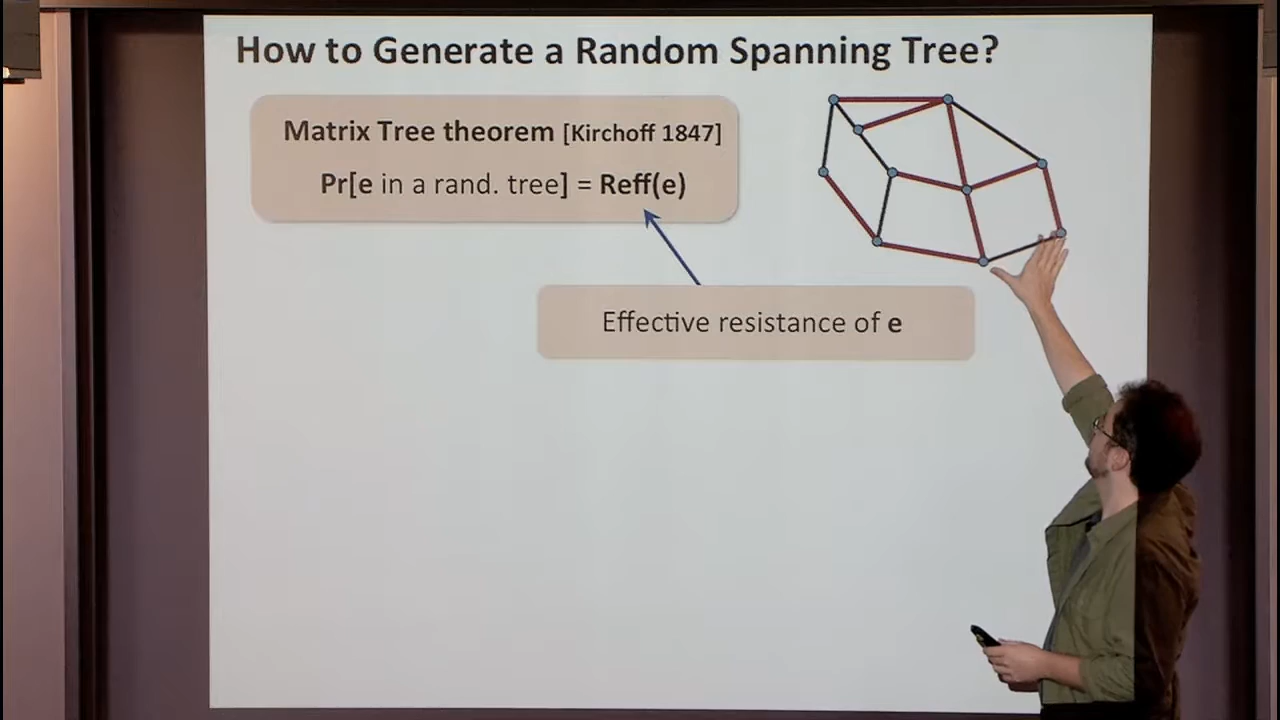 How to Generate a Random Spanning Tree?
Matrix Tree theorem [Kirchoff 1847]
Pr[e in a rand. tree] = Reff(e)
Effective resistance of e